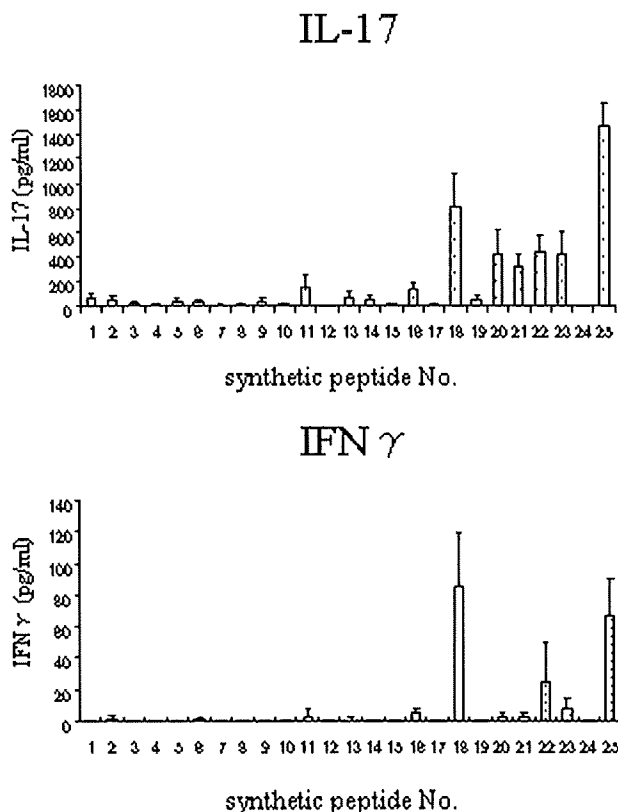 IL-17
1800
1600
1400
1200
1000
800
600
400
200
0
IL-17 (pg/ml)
1 2 3 4 5 6 7 8 9 10 11 12 13 14 15 16 17 18 19 20 21 22 23 24 25
synthetic peptide No.
IFN γ
140
120
100
80
60
40
20
0
IFN γ (pg/ml)
1 2 3 4 5 6 7 8 9 10 11 12 13 14 15 16 17 18 19 20 21 22 23 24 25
synthetic peptide No.